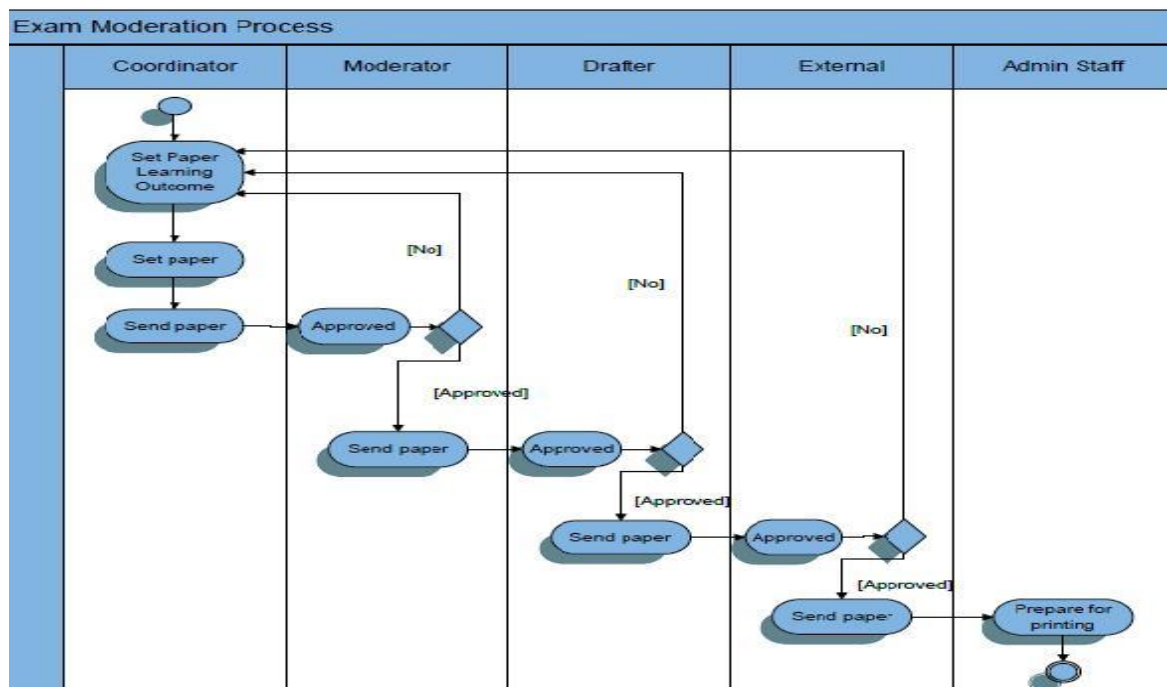 Exam Moderation Process
Coordinator
Moderator
Drafter
External
Admin Staff
Set Paper
Learning
Outcome
[No]
Set paper
[No]
Send paper
Approved
[No]
[Approved]
Send paper
Approved
[Approved]
Send paper
Approved
[Approved]
Send paper
Prepare for
printing